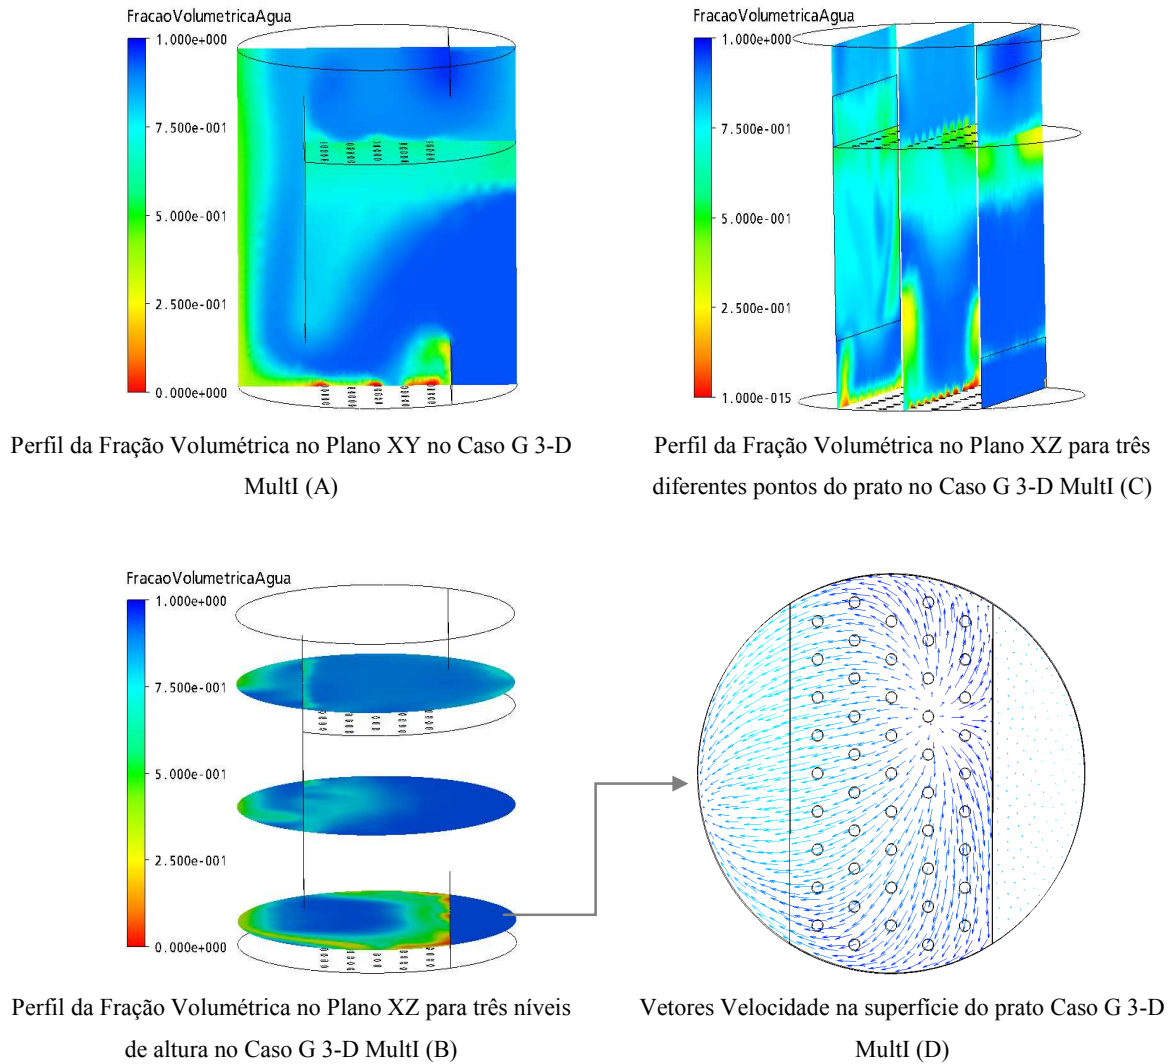 FracaoVolumetricaAgua
1.000e+000
7.500e-001
5.000e-001
2.500e-001
0.000e+000
Perfil da Fração Volumétrica no Plano XY no Caso G 3-D
MultI (A)
FracaoVolumetricaAgua
1.000e+000
7.500e-001
5.000e-001
2.500e-001
1.000e-015
Perfil da Fração Volumétrica no Plano XZ para três
diferentes pontos do prato no Caso G 3-D MultI (C)
FracaoVolumetricaAgua
1.000e+000
7.500e-001
5.000e-001
2.500e-001
0.000e+000
Perfil da Fração Volumétrica no Plano XZ para três níveis
de altura no Caso G 3-D MultI (B)
Vetores Velocidade na superfície do prato Caso G 3-D
MultI (D)